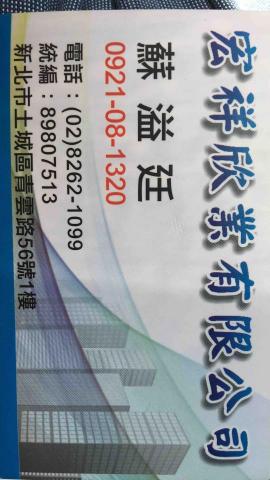 宏祥欣業有限公司
蘇溢廷
0921-08-1320
電話：(02)8262-1099
統編：89807513
新北市土城區青雲路56號1樓